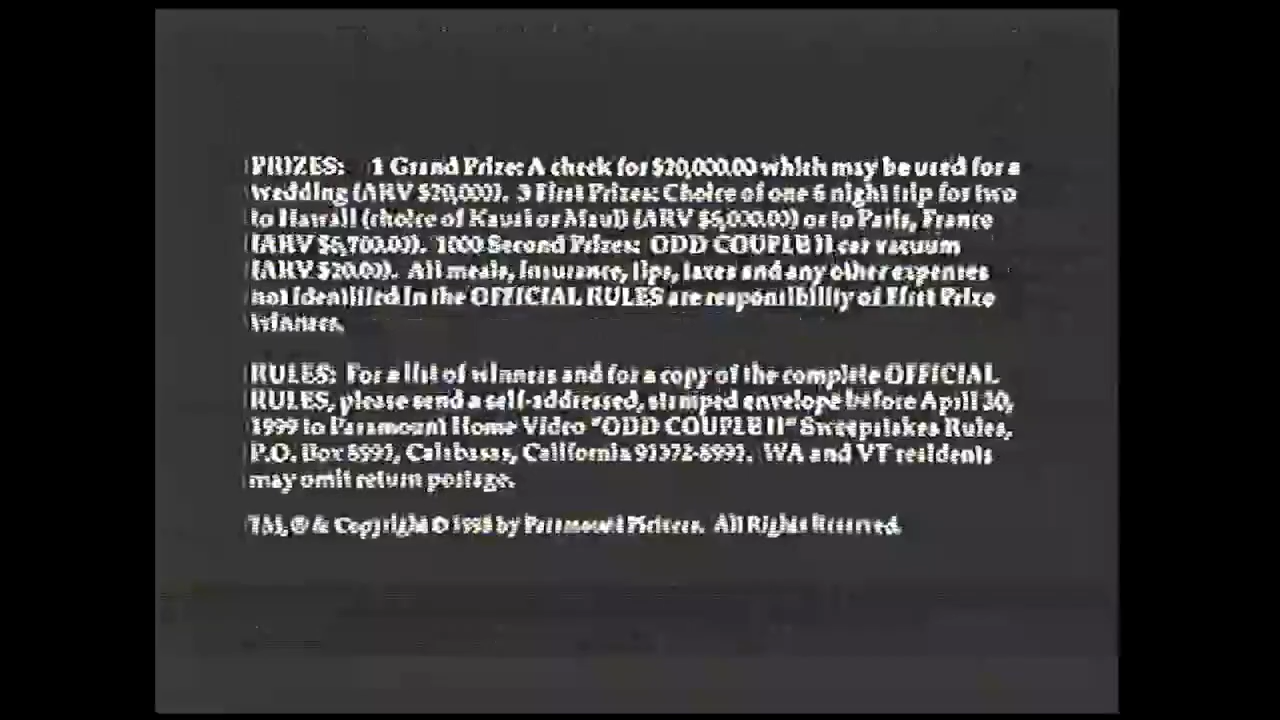 PRIZES: 1 Grand Prize: A check for $20,000.00 which may be used for a
wedding (ARV $20,000). 3 First Prizes: Choice of one 6 night trip for two
to Hawaii (choice of Kauai or Maui) (ARV $6,000.00) or to Paris, France
(ARV $6,700.00). 1000 Second Prizes: ODD COUPLE II car vacuum
(ARV $20.00). All meals, insurance, tips, taxes and any other expenses
not identified in the OFFICIAL RULES are responsibility of First Prize
Winners.
RULES: For a list of winners and for a copy of the complete OFFICIAL
RULES, please send a self-addressed, stamped envelope before April 30,
1999 to Paramount Home Video "ODD COUPLE II" Sweepstakes Rules,
P.O. Box Calabasas, California WA and VT residents
may omit return postage.
TM, ® & Copyright © 1998 by Paramount Pictures. All Rights Reserved.